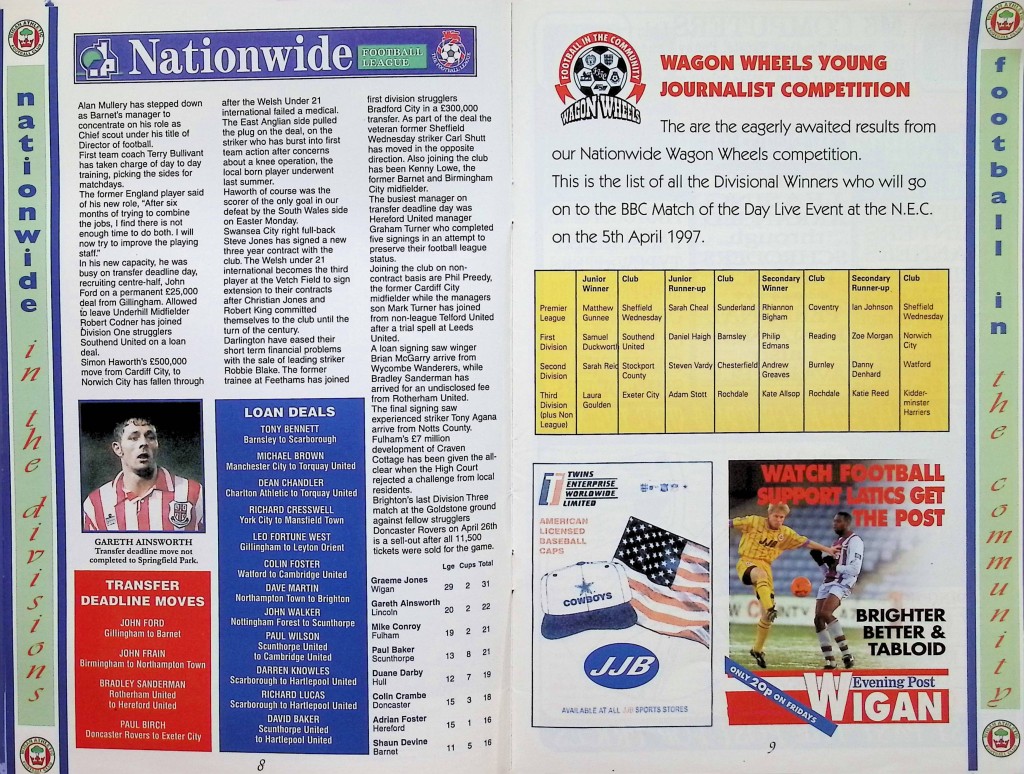 nationwide
in the divisions
Nationwide
FOOTBALL
LEAGUE
Alan Mullery has stepped down
as Barnet's manager to
concentrate on his role as
Chief scout under his title of
Director of football.
First team coach Terry Bullivant
has taken charge of day to day
training, picking the sides for
matchdays.
The former England player said
of his new role, "After six
months of trying to combine
the jobs, I find there is not
enough time to do both. I will
now try to improve the playing
staff."
In his new capacity, he was
busy on transfer deadline day,
recruiting centre-half, John
Ford on a permanent £25,000
deal from Gillingham. Allowed
to leave Underhill Midfielder
Robert Codner has joined
Division One strugglers
Southend United on a loan
deal.
Simon Haworth's £500,000
move from Cardiff City, to
Norwich City has fallen through
after the Welsh Under 21
international failed a medical.
The East Anglian side pulled
the plug on the deal, on the
striker who has burst into first
team action after concerns
about a knee operation, the
local born player underwent
last summer.
Haworth of course was the
scorer of the only goal in our
defeat by the South Wales side
on Easter Monday.
Swansea City right full-back
Steve Jones has signed a new
three year contract with the
club. The Welsh under 21
international becomes the third
player at the Vetch Field to sign
extension to their contracts
after Christian Jones and
Robert King committed
themselves to the club until the
turn of the century.
Darlington have eased their
short term financial problems
with the sale of leading striker
Robbie Blake. The former
trainee at Feethams has joined
first division strugglers
Bradford City in a £300,000
transfer. As part of the deal the
veteran former Sheffield
Wednesday striker Carl Shutt
has moved in the opposite
direction. Also joining the club
has been Kenny Lowe, the
former Barnet and Birmingham
City midfielder.
The busiest manager on
transfer deadline day was
Hereford United manager
Graham Turner who completed
five signings in an attempt to
preserve their football league
status.
Joining the club on non-
contract basis are Phil Preedy,
the former Cardiff City
midfielder while the managers
son Mark Turner has joined
from non-league Telford United
after a trial spell at Leeds
United.
A loan signing saw winger
Brian McGarry arrive from
Wycombe Wanderers, while
Bradley Sanderman has
arrived for an undisclosed fee
from Rotherham United.
The final signing saw
experienced striker Tony Agana
arrive from Notts County.
Fulham's £7 million
development of Craven
Cottage has been given the all-
clear when the High Court
rejected a challenge from local
residents.
Brighton's last Division Three
match at the Goldstone ground
against fellow strugglers
Doncaster Rovers on April 26th
is a sell-out after all 11,500
tickets were sold for the game.
GARETH AINSWORTH
Transfer deadline move not
completed to Springfield Park.
TRANSFER
DEADLINE MOVES
JOHN FORD
Gillingham to Barnet
JOHN FRAIN
Birmingham to Northampton Town
BRADLEY SANDERMAN
Rotherham United
to Hereford United
PAUL BIRCH
Doncaster Rovers to Exeter City
LOAN DEALS
TONY BENNETT
Barnsley to Scarborough
MICHAEL BROWN
Manchester City to Torquay United
DEAN CHANDLER
Charlton Athletic to Torquay United
RICHARD CRESSWELL
York City to Mansfield Town
LEO FORTUNE WEST
Gillingham to Leyton Orient
COLIN FOSTER
Watford to Cambridge United
DAVE MARTIN
Northampton Town to Brighton
JOHN WALKER
Nottingham Forest to Scunthorpe
PAUL WILSON
Scunthorpe United
to Cambridge United
DARREN KNOWLES
Scarborough to Hartlepool United
RICHARD LUCAS
Scarborough to Hartlepool United
DAVID BAKER
Scunthorpe United
to Hartlepool United
Lge Cups Total
Graeme Jones
Wigan 29 2 31
Gareth Ainsworth
Lincoln 20 2 22
Mike Conroy
Fulham 19 2 21
Paul Baker
Scunthorpe 13 8 21
Duane Darby
Hull 12 7 19
Colin Crambe
Doncaster 15 3 18
Adrian Foster
Hereford 15 1 16
Shaun Devine
Barnet 11 5 16
8
FOOTBALL IN THE COMMUNITY
WAGON WHEELS
WAGON WHEELS YOUNG
JOURNALIST COMPETITION
The are the eagerly awaited results from
our Nationwide Wagon Wheels competition.
This is the list of all the Divisional Winners who will go
on to the BBC Match of the Day Live Event at the N.E.C.
on the 5th April 1997.
Junior Winner Club Junior Runner-up Club Secondary Winner Club Secondary Runner-up Club
Premier League Matthew Gunnee Sheffield Wednesday Sarah Cheal Sunderland Rhiannon Bigham Coventry Ian Johnson Sheffield Wednesday
First Division Samuel Duckworth Southend United Daniel Haigh Barnsley Philip Edmans Reading Zoe Morgan Norwich City
Second Division Sarah Reid Stockport County Steven Vardy Chesterfield Andrew Greaves Burnley Danny Denhard Watford
Third Division (plus Non League) Laura Goulden Exeter City Adam Stott Rochdale Kate Allsop Rochdale Katie Reed Kidder-minster Harriers
TWINS
ENTERPRISE
WORLDWIDE
LIMITED
AMERICAN
LICENSED
BASEBALL
CAPS
COWBOYS
JJB
AVAILABLE AT ALL JJB SPORTS STORES
WATCH FOOTBALL
SUPPORT LATICS GET
THE POST
BRIGHTER
BETTER &
TABLOID
ONLY 20p ON FRIDAYS
Evening Post
WIGAN
9
football in
the community